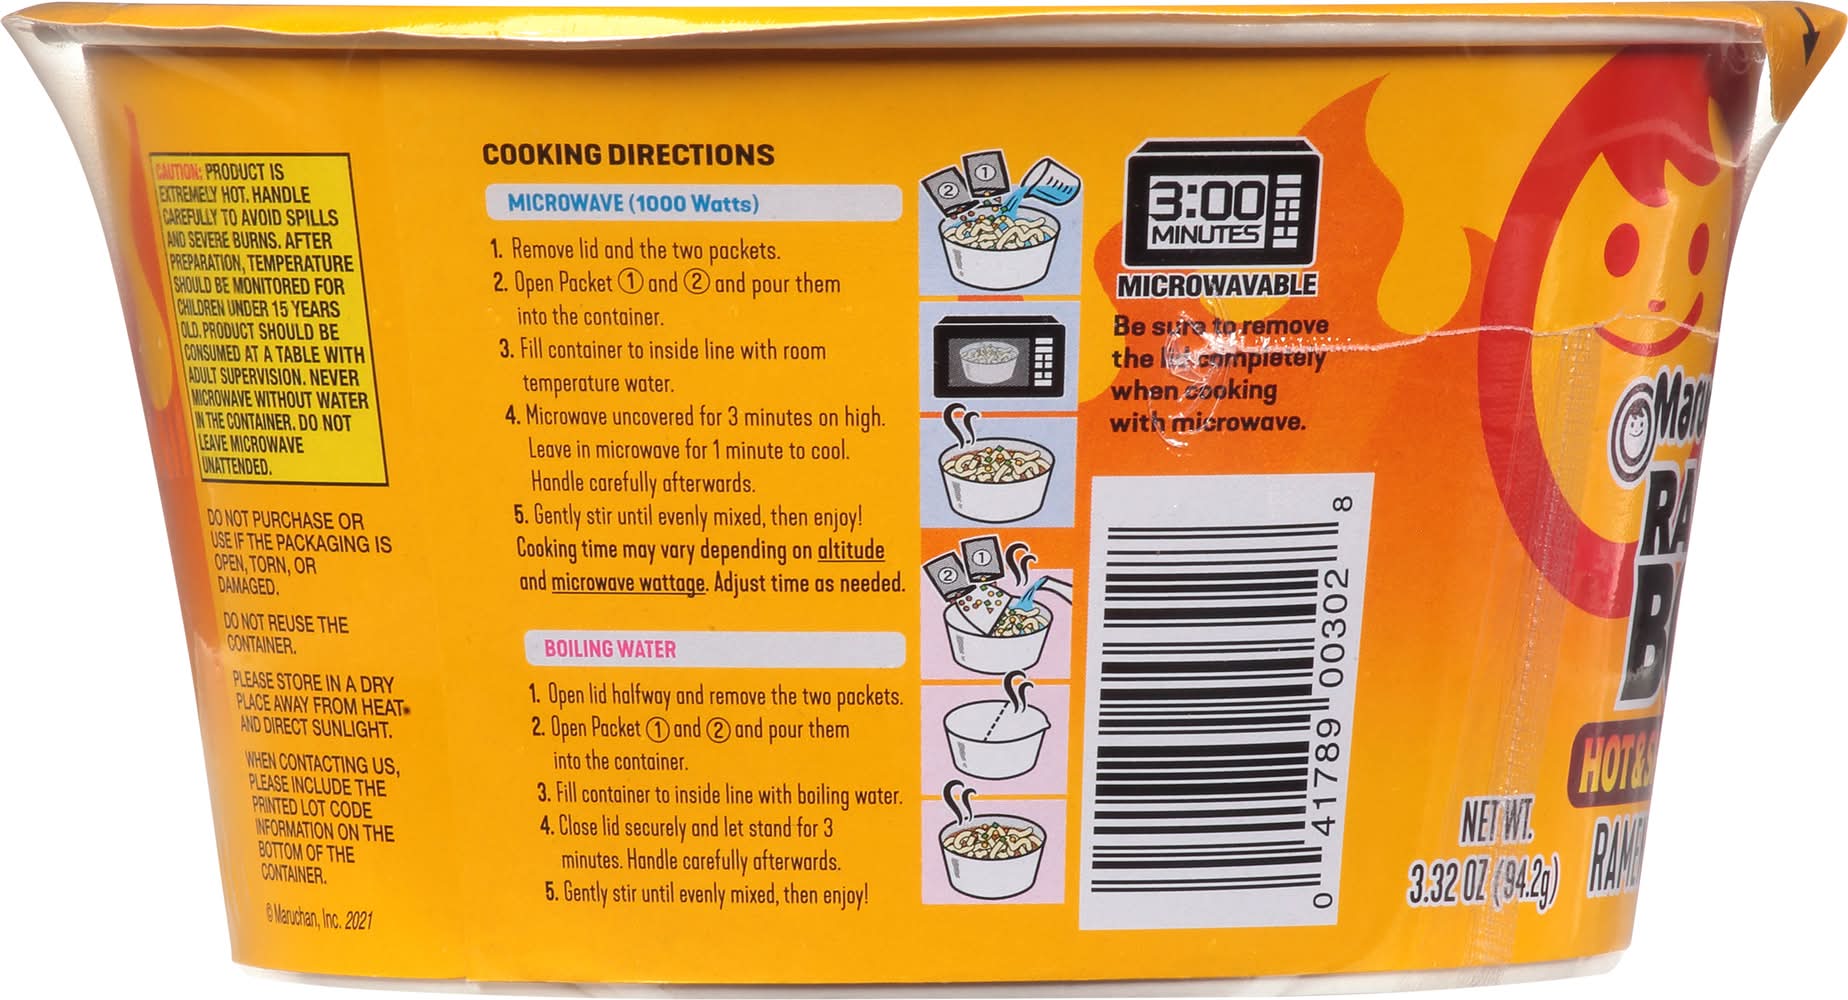 CAUTION: PRODUCT IS
EXTREMELY HOT. HANDLE
CAREFULLY TO AVOID SPILLS
AND SEVERE BURNS. AFTER
PREPARATION, TEMPERATURE
SHOULD BE MONITORED FOR
CHILDREN UNDER 15 YEARS
OLD. PRODUCT SHOULD BE
CONSUMED AT A TABLE WITH
ADULT SUPERVISION. NEVER
MICROWAVE WITHOUT WATER
IN THE CONTAINER. DO NOT
LEAVE MICROWAVE
UNATTENDED.
DO NOT PURCHASE OR
USE IF THE PACKAGING IS
OPEN, TORN, OR
DAMAGED.
DO NOT REUSE THE
CONTAINER.
PLEASE STORE IN A DRY
PLACE AWAY FROM HEAT
AND DIRECT SUNLIGHT.
WHEN CONTACTING US,
PLEASE INCLUDE THE
PRINTED LOT CODE
INFORMATION ON THE
BOTTOM OF THE
CONTAINER.
© Maruchan, Inc. 2021
COOKING DIRECTIONS
MICROWAVE (1000 Watts)
1. Remove lid and the two packets.
2. Open Packet ① and ② and pour them
into the container.
3. Fill container to inside line with room
temperature water.
4. Microwave uncovered for 3 minutes on high.
Leave in microwave for 1 minute to cool.
Handle carefully afterwards.
5. Gently stir until evenly mixed, then enjoy!
Cooking time may vary depending on altitude
and microwave wattage. Adjust time as needed.
BOILING WATER
1. Open lid halfway and remove the two packets.
2. Open Packet ① and ② and pour them
into the container.
3. Fill container to inside line with boiling water.
4. Close lid securely and let stand for 3
minutes. Handle carefully afterwards.
5. Gently stir until evenly mixed, then enjoy!
② ①
② ①
3:00
MINUTES
MICROWAVABLE
Be sure to remove
the lid completely
when cooking
with microwave.
0 41789 00302 8
Maru
RA
B
HOT & S
RAME
NET WT.
3.32 OZ (94.2g)